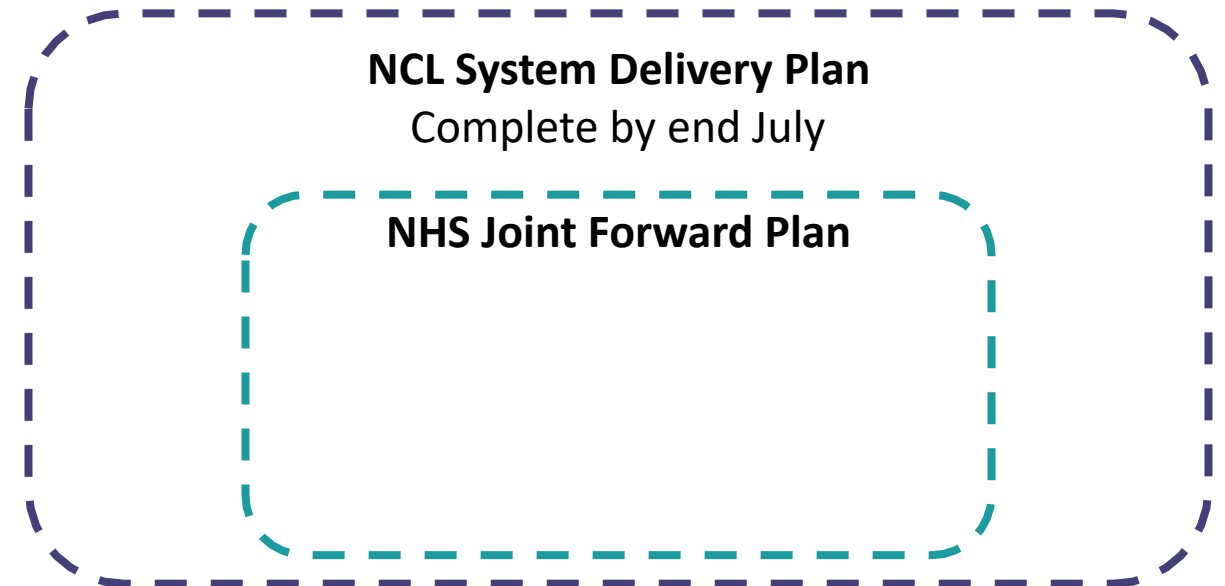 NCL System Delivery Plan
Complete by end July
NHS Joint Forward Plan